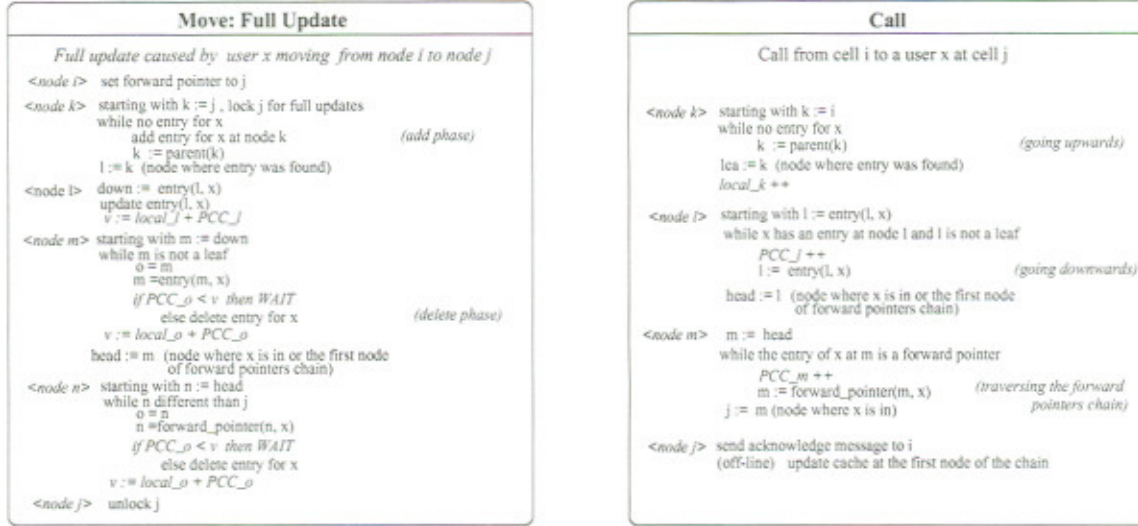 Move: Full Update
Full update caused by user x moving from node i to node j
<node i> set forward pointer to j
<node k> starting with k := j , lock j for full updates
while no entry for x
add entry for x at node k (add phase)
k := parent(k)
l := k (node where entry was found)
<node l> down := entry(l, x)
update entry(l, x)
v := local_l + PCC_l
<node m> starting with m := down
while m is not a leaf
o = m
m =entry(m, x)
if PCC_o < v then WAIT
else delete entry for x (delete phase)
v := local_o + PCC_o
head := m (node where x is in or the first node
of forward pointers chain)
<node n> starting with n := head
while n different than j
o = n
n =forward_pointer(n, x)
if PCC_o < v then WAIT
else delete entry for x
v := local_o + PCC_o
<node j> unlock j
Call
Call from cell i to a user x at cell j
<node k> starting with k := i
while no entry for x
k := parent(k) (going upwards)
lca := k (node where entry was found)
local_k ++
<node l> starting with l := entry(l, x)
while x has an entry at node l and l is not a leaf
PCC_l ++
l := entry(l, x) (going downwards)
head := l (node where x is in or the first node
of forward pointers chain)
<node m> m := head
while the entry of x at m is a forward pointer
PCC_m ++
m := forward_pointer(m, x) (traversing the forward
j := m (node where x is in) pointers chain)
<node j> send acknowledge message to i
(off-line) update cache at the first node of the chain